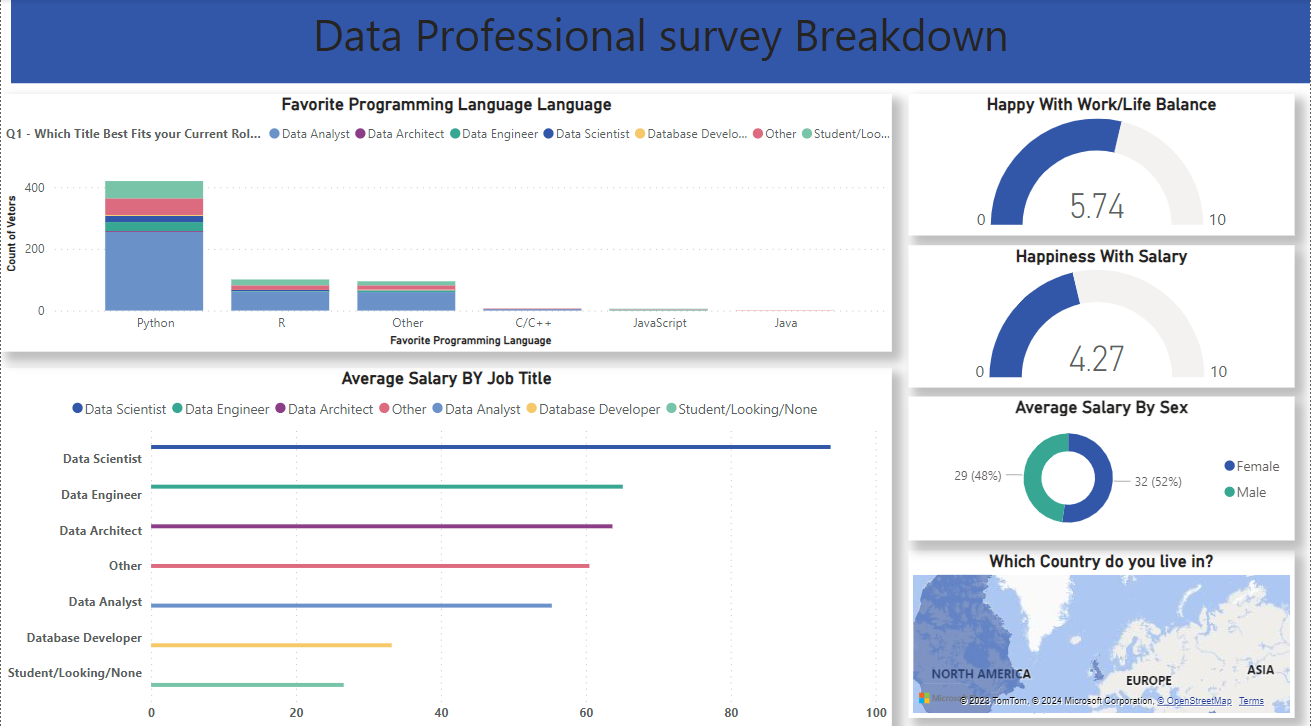 Data Professional survey Breakdown
Favorite Programming Language Language
Q1 - Which Title Best Fits your Current Rol... Data Analyst Data Architect Data Engineer Data Scientist Database Develo... Other Student/Loo...
Count of Vetors
400
200
0
Python R Other C/C++ JavaScript Java
Favorite Programming Language
Average Salary BY Job Title
Data Scientist Data Engineer Data Architect Other Data Analyst Database Developer Student/Looking/None
Data Scientist
Data Engineer
Data Architect
Other
Data Analyst
Database Developer
Student/Looking/None
0 20 40 60 80 100
Happy With Work/Life Balance
5.74
0 10
Happiness With Salary
4.27
0 10
Average Salary By Sex
29 (48%) 32 (52%)
Female
Male
Which Country do you live in?
NORTH AMERICA EUROPE ASIA
© 2023 TomTom, © 2024 Microsoft Corporation, © OpenStreetMap Terms